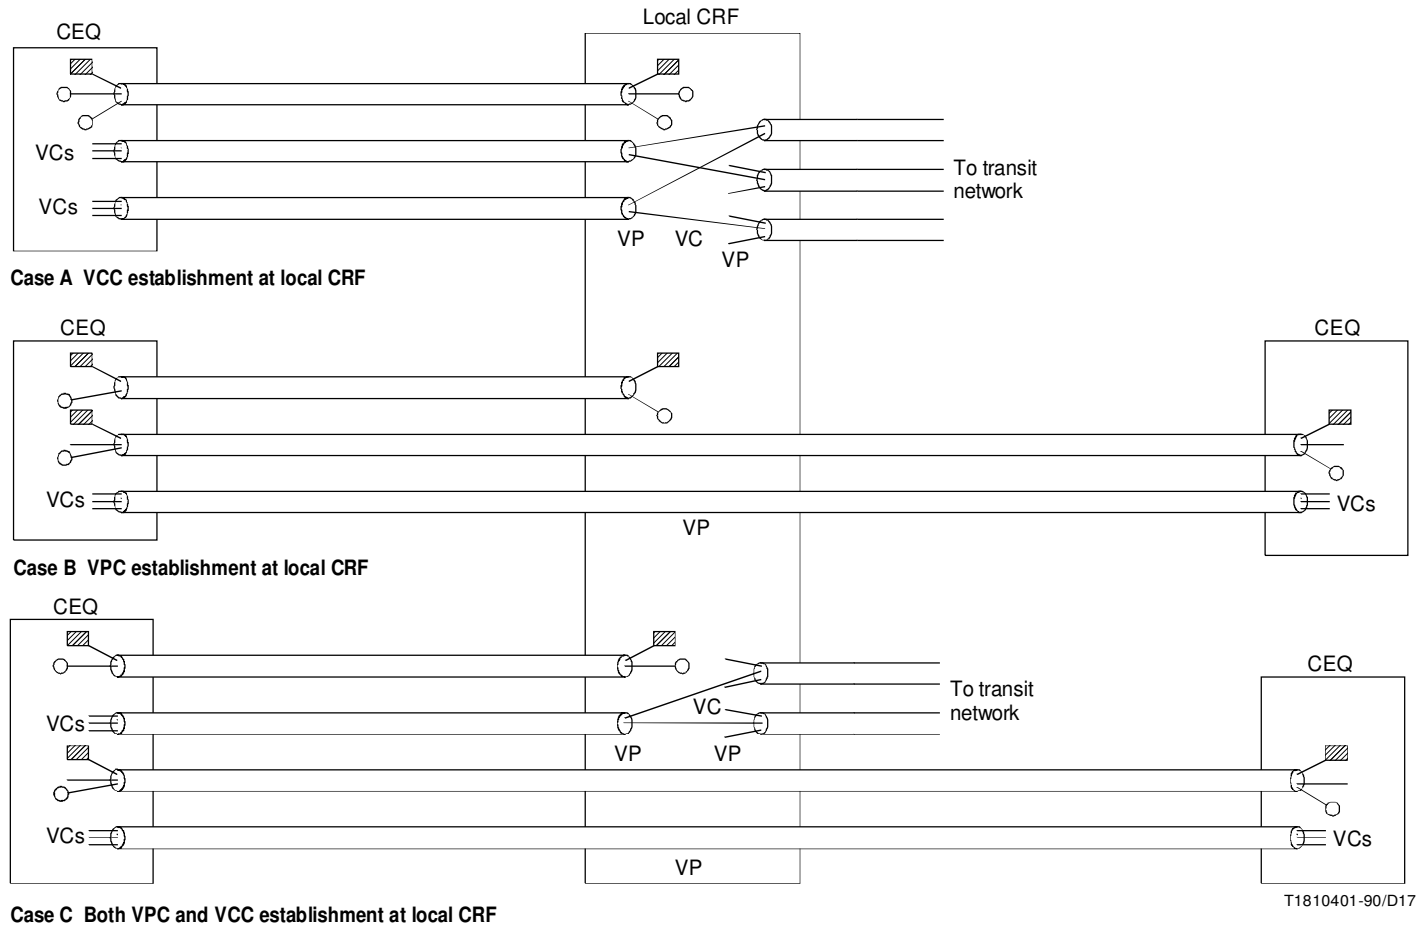 Local CRF
CEQ
VCs
To transit
network
VCs
VP
VC
VP
Case A VCC establishment at local CRF
CEQ
CEQ
VCs
VCs
VP
Case B VPC establishment at local CRF
CEQ
CEQ
To transit
network
VC
VCs
VP
VP
VCs
VCs
VP
T1810401-90/D17
Case C Both VPC and VCC establishment at local CRF